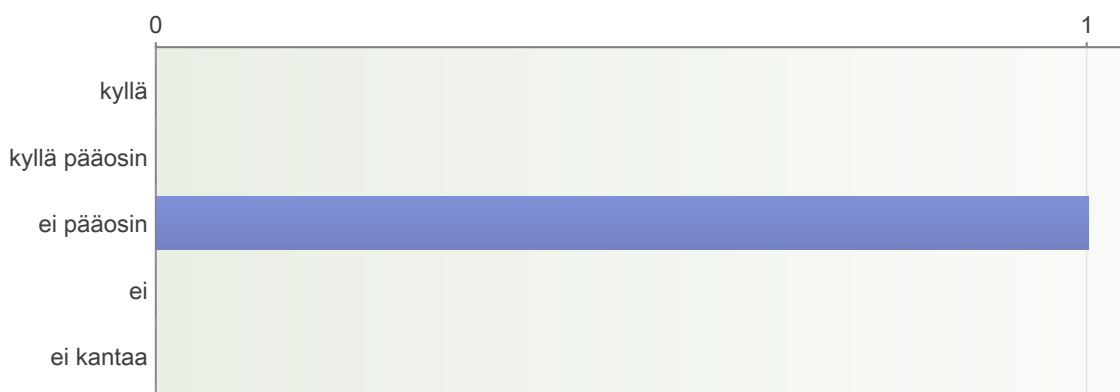 0 1
kyllä
kyllä pääosin
ei pääosin
ei
ei kantaa